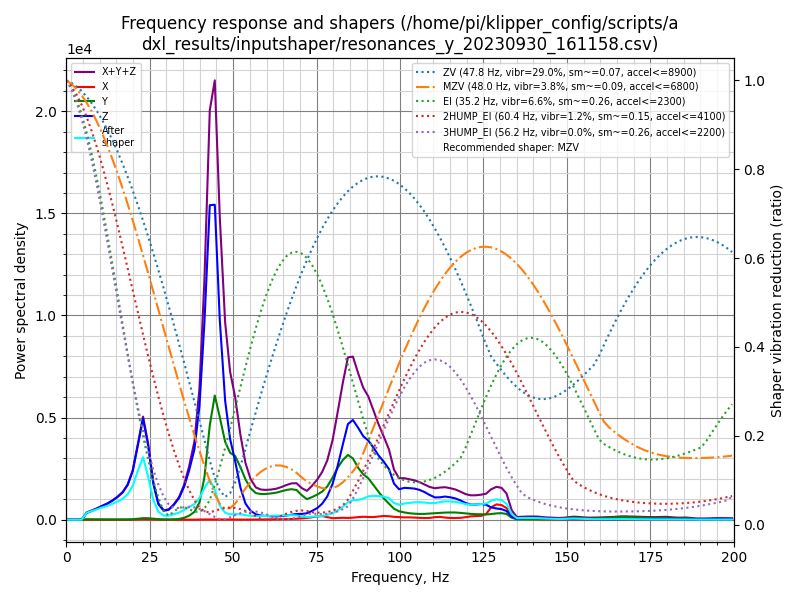 Frequency response and shapers (/home/pi/klipper_config/scripts/a
dxl_results/inputshaper/resonances_y_20230930_161158.csv)
1e4
X+Y+Z
X
Y
Z
After
shaper
ZV (47.8 Hz, vibr=29.0%, sm~=0.07, accel<=8900)
MZV (48.0 Hz, vibr=3.8%, sm~=0.09, accel<=6800)
EI (35.2 Hz, vibr=6.6%, sm~=0.26, accel<=2300)
2HUMP_EI (60.4 Hz, vibr=1.2%, sm~=0.15, accel<=4100)
3HUMP_EI (56.2 Hz, vibr=0.0%, sm~=0.26, accel<=2200)
Recommended shaper: MZV
2.0
1.5
1.0
0.5
0.0
Power spectral density
1.0
0.8
0.6
0.4
0.2
0.0
Shaper vibration reduction (ratio)
0 25 50 75 100 125 150 175 200
Frequency, Hz